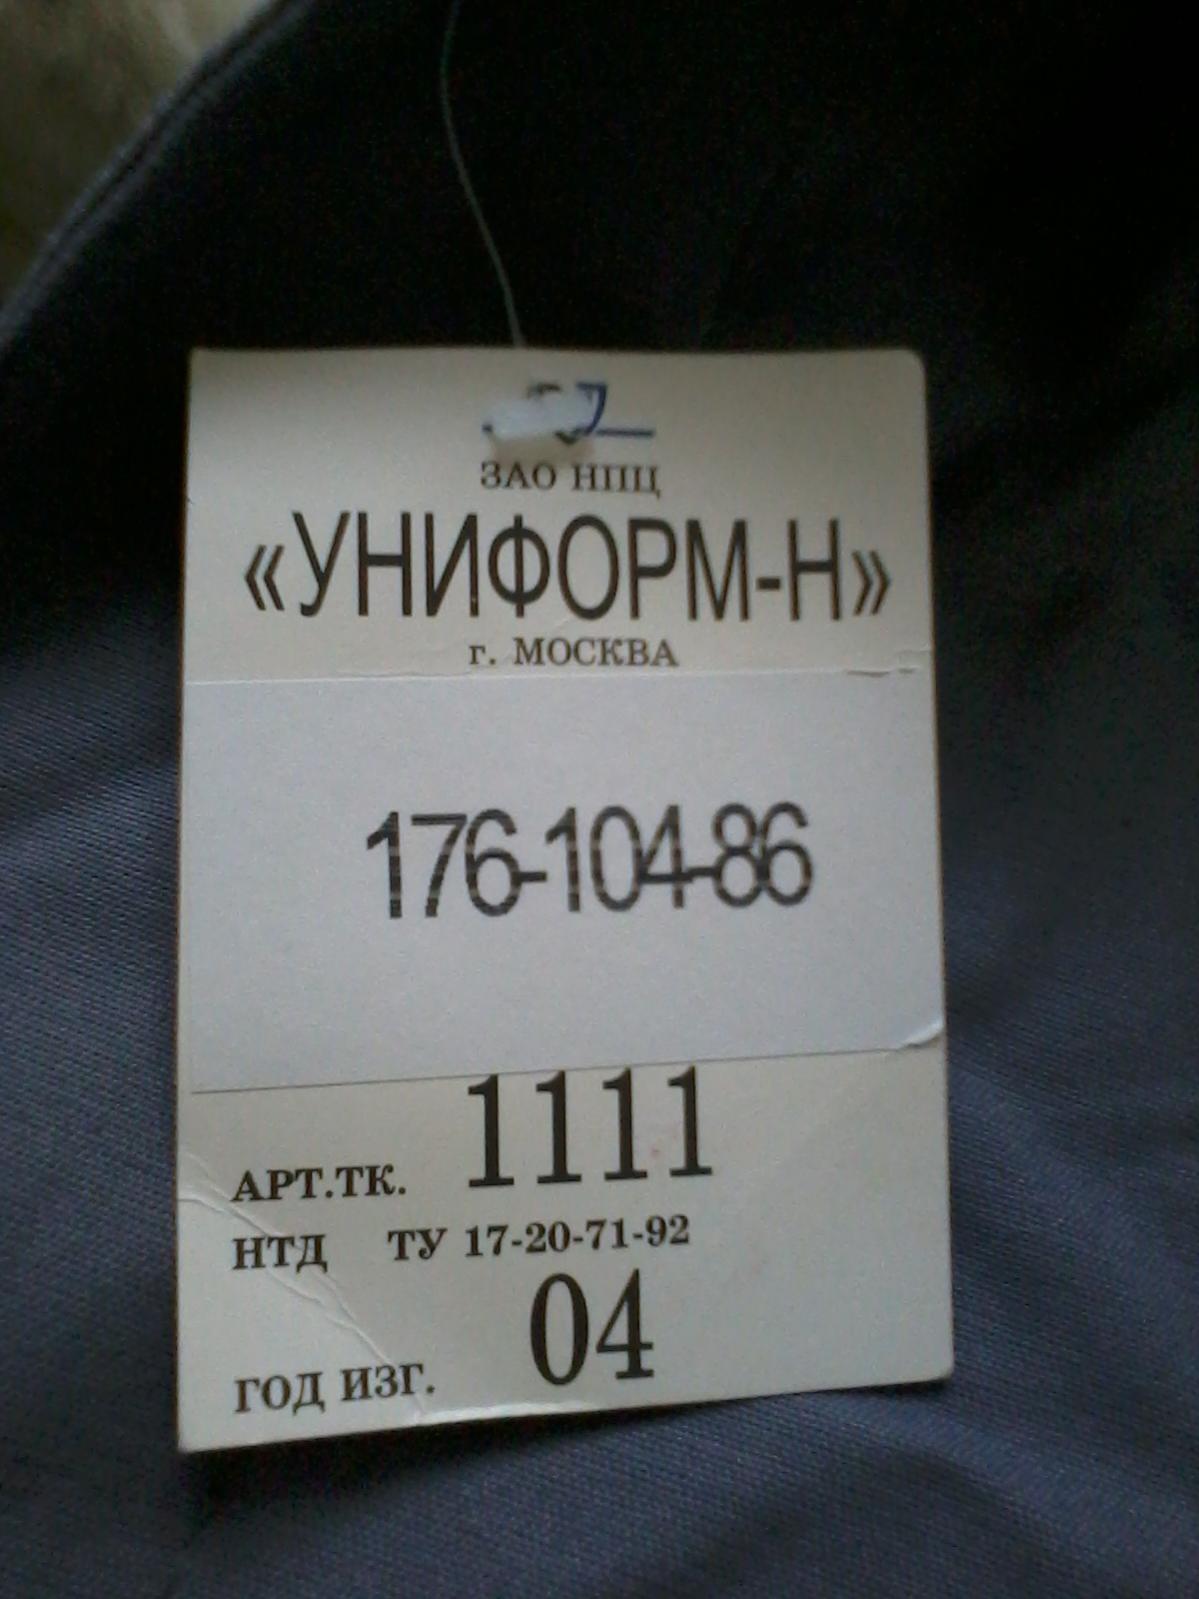 ЗАО НПЦ
«УНИФОРМ-Н»
г. МОСКВА
176-104-86
АРТ.ТК. 1111
НТД ТУ 17-20-71-92
ГОД ИЗГ. 04